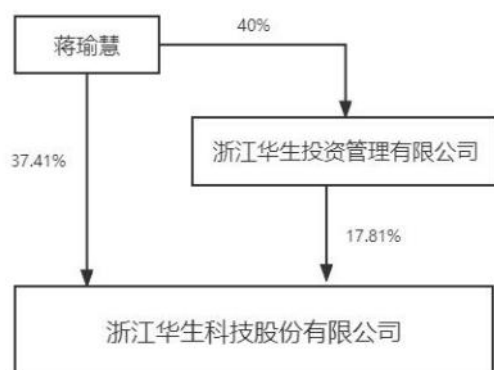 40%
蒋瑜慧
37.41%
浙江华生投资管理有限公司
17.81%
浙江华生科技股份有限公司